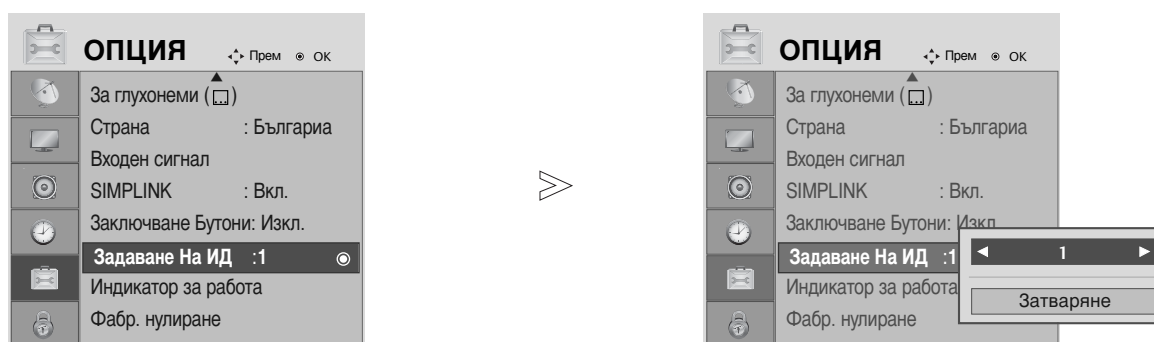 ОПЦИЯ Прем ОК
За глухонеми ( )
Страна : Българиа
Входен сигнал
SIMPLINK : Вкл.
Заключване Бутони: Изкл.
Задаване На ИД :1
Индикатор за работа
Фабр. нулиране
ОПЦИЯ Прем ОК
За глухонеми ( )
Страна : Българиа
Входен сигнал
SIMPLINK : Вкл.
Заключване Бутони: Изкл.
Задаване На ИД :1
◄ 1 ►
Индикатор за работа
Затваряне
Фабр. нулиране